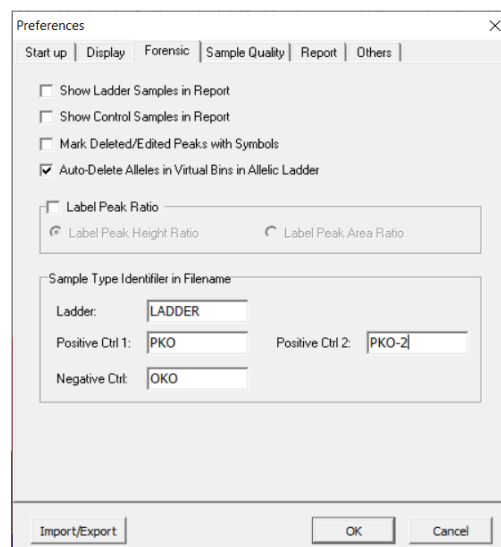 Preferences
Start up Display Forensic Sample Quality Report Others
Show Ladder Samples in Report
Show Control Samples in Report
Mark Deleted/Edited Peaks with Symbols
Auto-Delete Alleles in Virtual Bins in Allelic Ladder
Label Peak Ratio
Label Peak Height Ratio Label Peak Area Ratio
Sample Type Identifiler in Filename
Ladder: LADDER
Positive Ctrl 1: PKO Positive Ctrl 2: PKO-2
Negative Ctrl: OKO
Import/Export OK Cancel